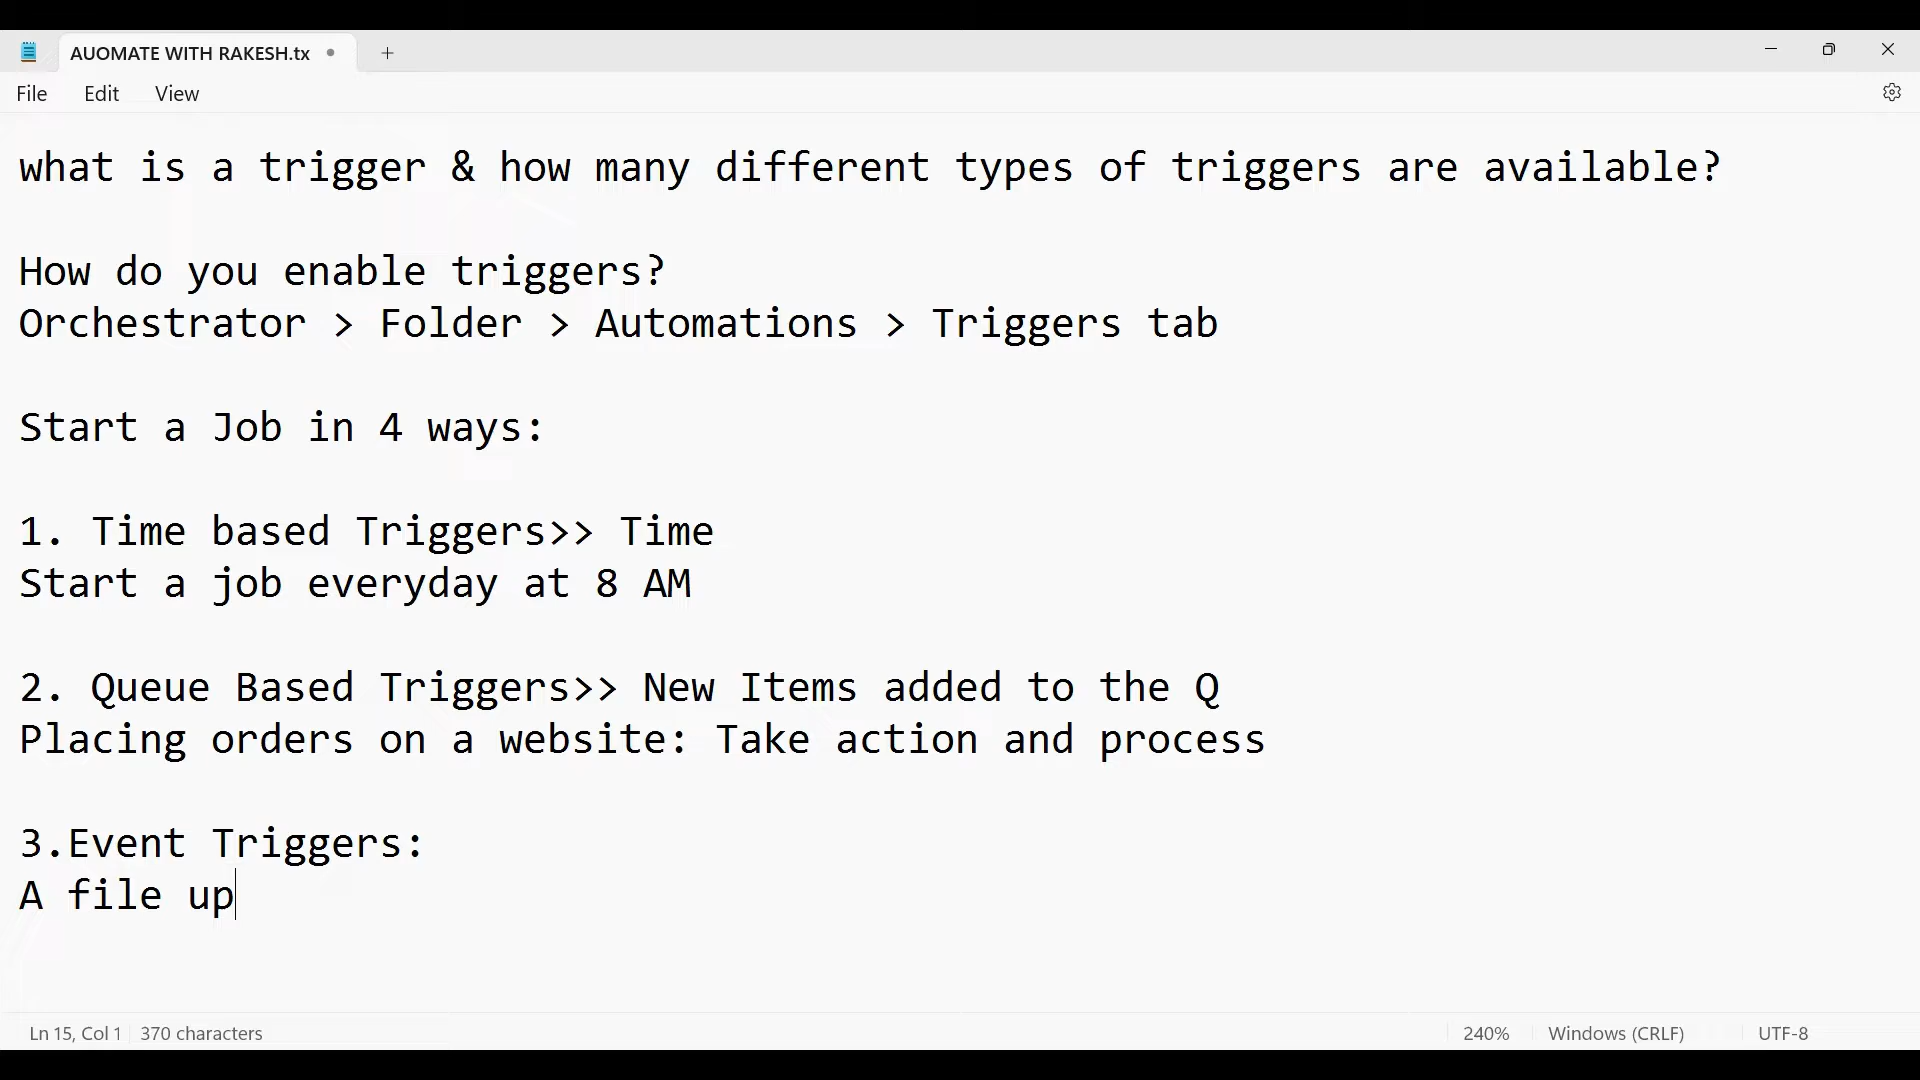 AUOMATE WITH RAKESH.tx
File Edit View
what is a trigger & how many different types of triggers are available?
How do you enable triggers?
Orchestrator > Folder > Automations > Triggers tab
Start a Job in 4 ways:
1. Time based Triggers>> Time
Start a job everyday at 8 AM
2. Queue Based Triggers>> New Items added to the Q
Placing orders on a website: Take action and process
3.Event Triggers:
A file up
Ln 15, Col 1 370 characters 240% Windows (CRLF) UTF-8